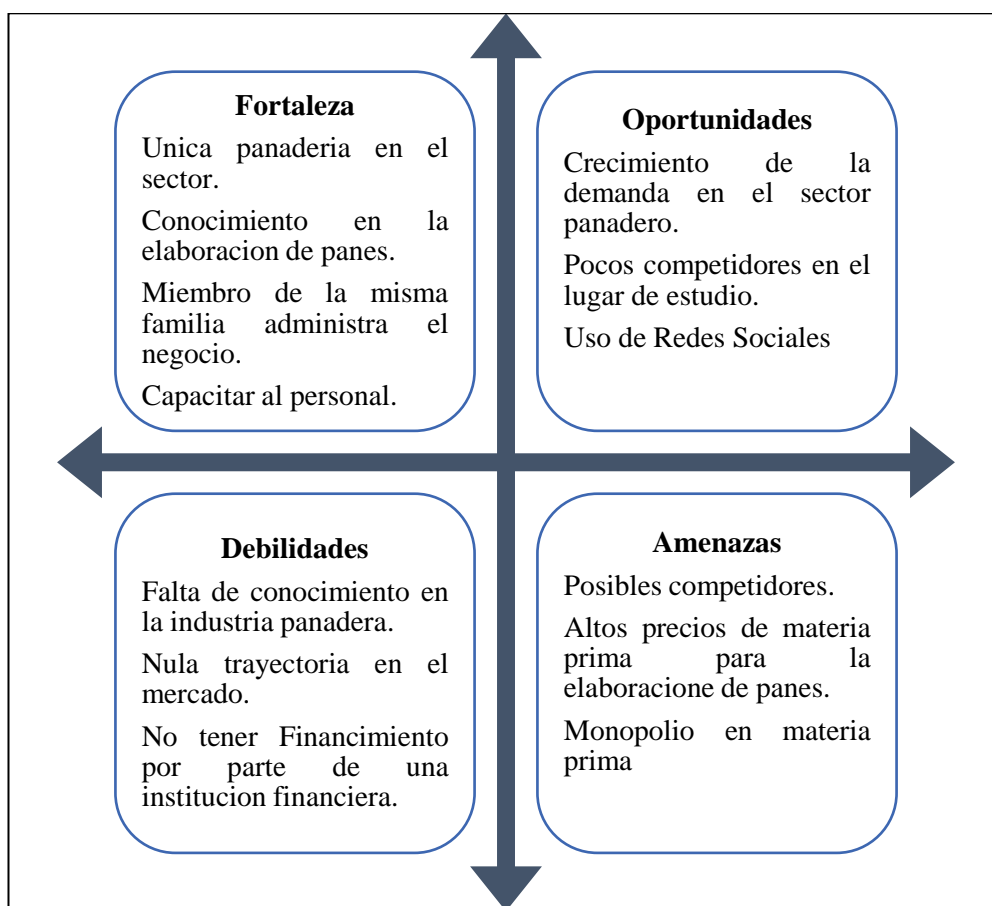 Fortaleza
Unica panaderia en el
sector.
Conocimiento en la
elaboracion de panes.
Miembro de la misma
familia administra el
negocio.
Capacitar al personal.
Oportunidades
Crecimiento de la
demanda en el sector
panadero.
Pocos competidores en el
lugar de estudio.
Uso de Redes Sociales
Debilidades
Falta de conocimiento en
la industria panadera.
Nula trayectoria en el
mercado.
No tener Financimiento
por parte de una
institucion financiera.
Amenazas
Posibles competidores.
Altos precios de materia
prima para la
elaboracione de panes.
Monopolio en materia
prima